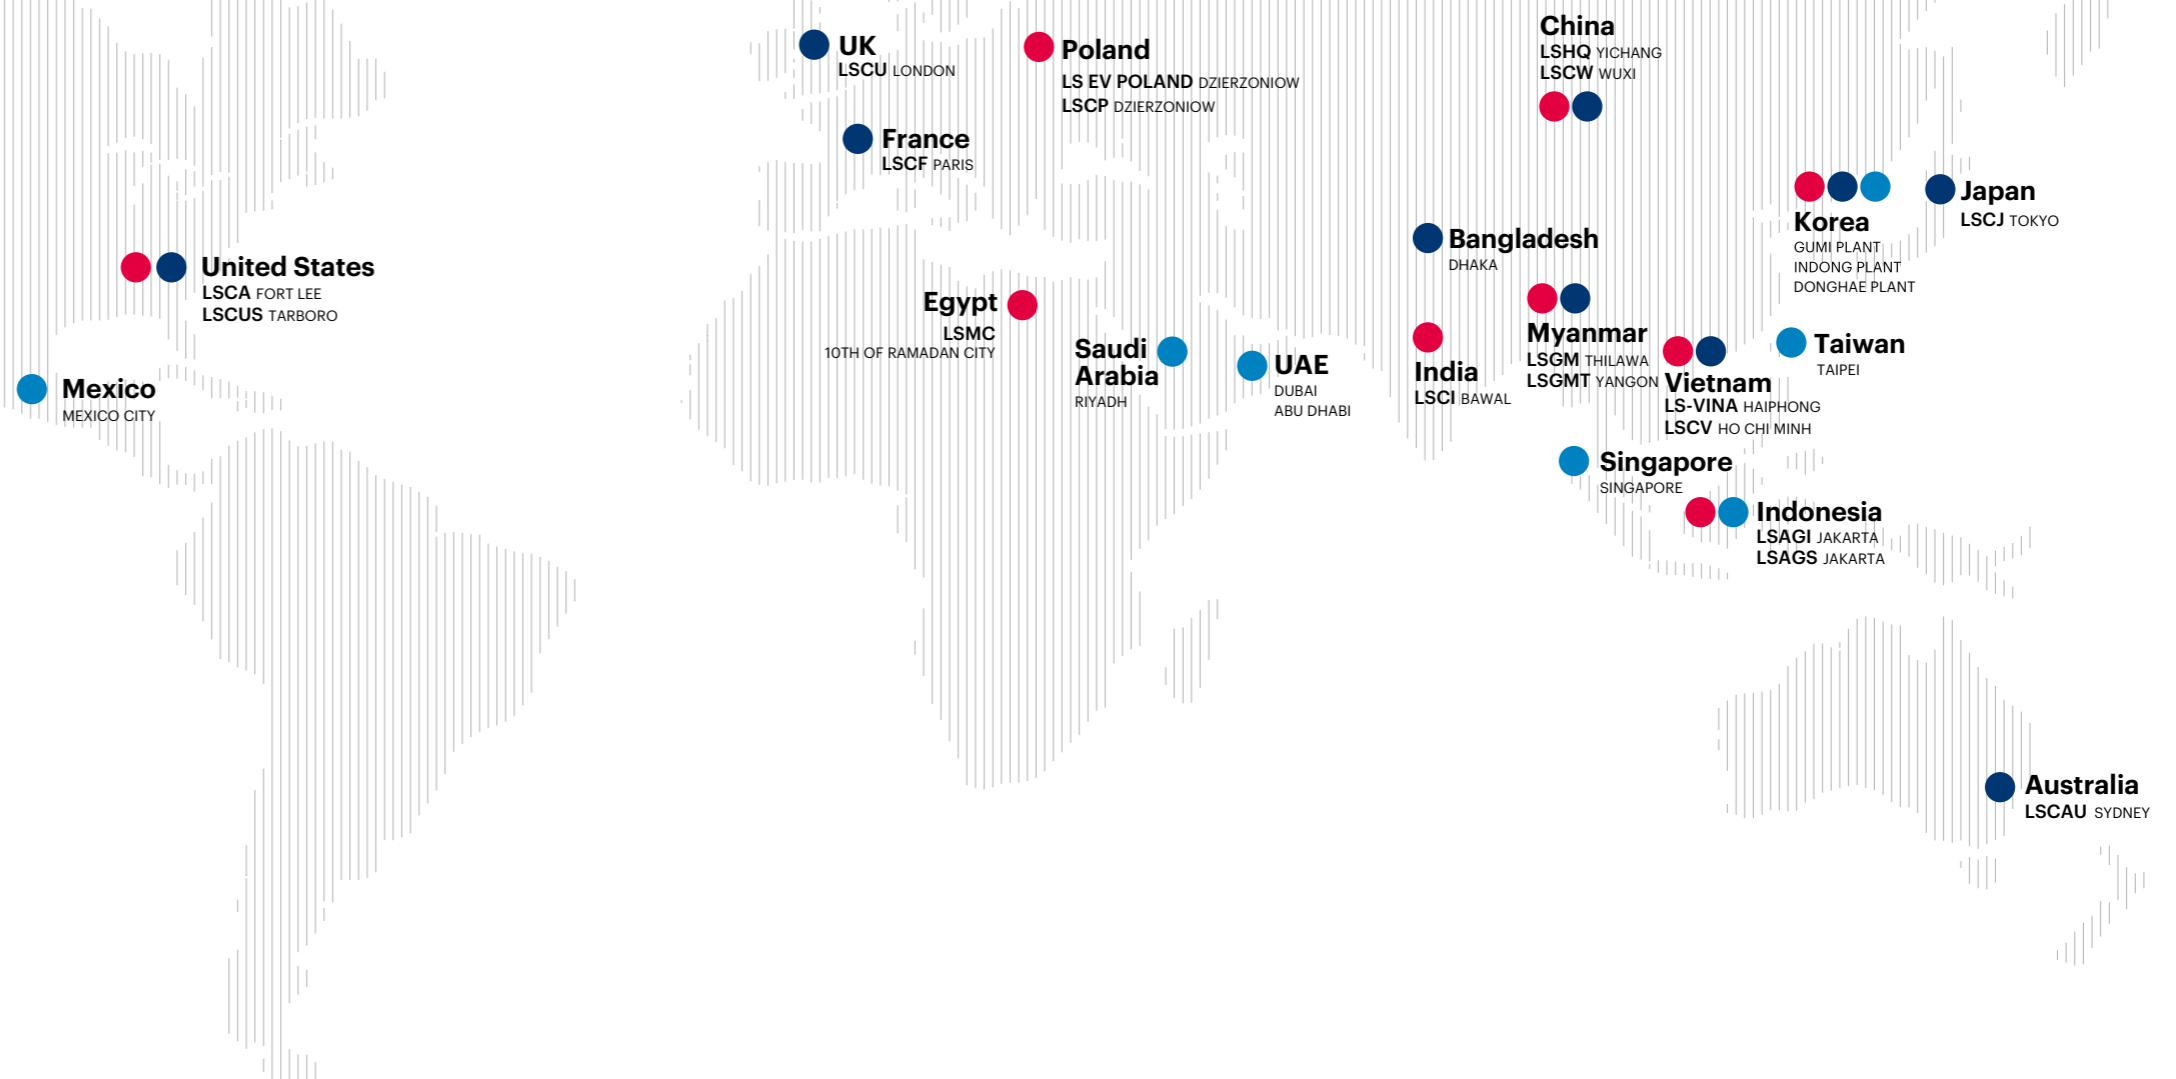 UK
LSCU LONDON
Poland
LS EV POLAND DZIERZONIOW
LSCP DZIERZONIOW
China
LSHQ YICHANG
LSCW WUXI
France
LSCF PARIS
Korea
GUMI PLANT
INDONG PLANT
DONGHAE PLANT
Japan
LSCJ TOKYO
United States
LSCA FORT LEE
LSCUS TARBORO
Bangladesh
DHAKA
Egypt
LSMC
10TH OF RAMADAN CITY
Saudi
Arabia
RIYADH
UAE
DUBAI
ABU DHABI
India
LSCI BAWAL
Myanmar
LSGM THILAWA
LSGMT YANGON
Vietnam
LS-VINA HAIPHONG
LSCV HO CHI MINH
Taiwan
TAIPEI
Mexico
MEXICO CITY
Singapore
SINGAPORE
Indonesia
LSAGI JAKARTA
LSAGS JAKARTA
Australia
LSCAU SYDNEY